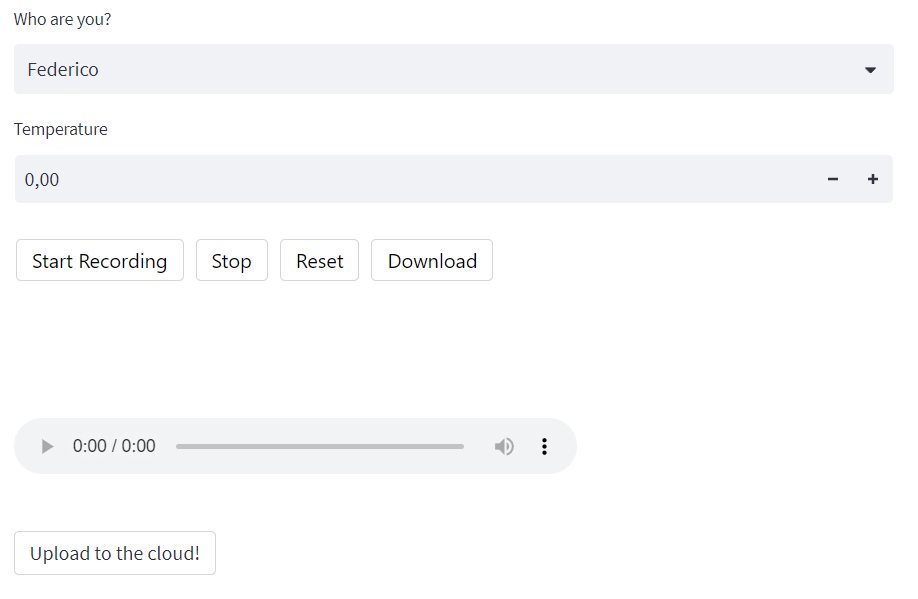 Who are you?
Federico
Temperature
0,00
Start Recording Stop Reset Download
0:00 / 0:00
Upload to the cloud!